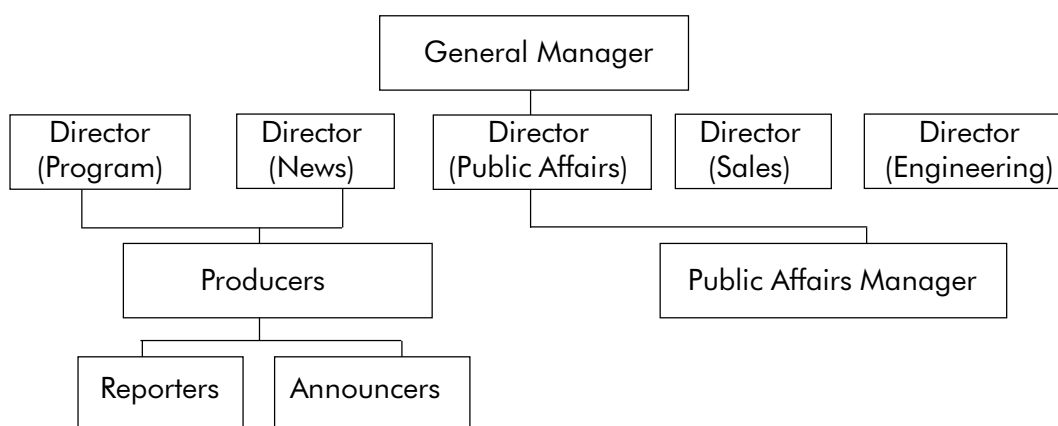 General Manager
Director
(Program)
Director
(News)
Director
(Public Affairs)
Director
(Sales)
Director
(Engineering)
Producers
Public Affairs Manager
Reporters
Announcers